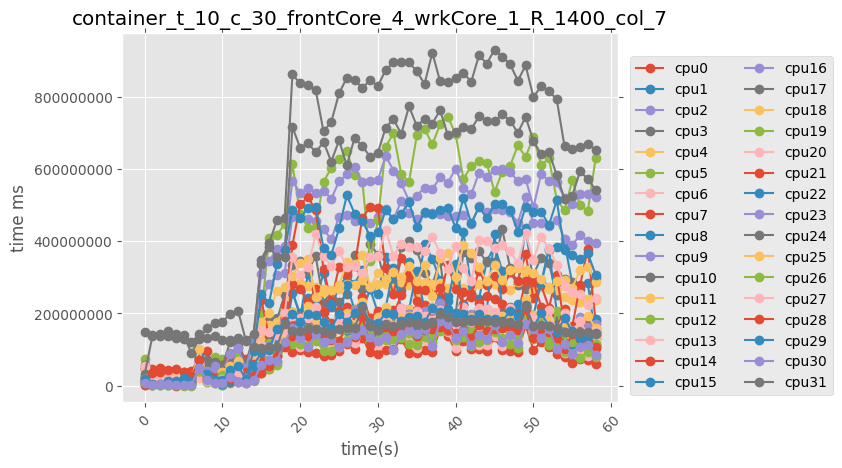 container_t_10_c_30_frontCore_4_wrkCore_1_R_1400_col_7
time ms
800000000
600000000
400000000
200000000
0
0
10
20
30
40
50
60
time(s)
cpu0
cpu1
cpu2
cpu3
cpu4
cpu5
cpu6
cpu7
cpu8
cpu9
cpu10
cpu11
cpu12
cpu13
cpu14
cpu15
cpu16
cpu17
cpu18
cpu19
cpu20
cpu21
cpu22
cpu23
cpu24
cpu25
cpu26
cpu27
cpu28
cpu29
cpu30
cpu31